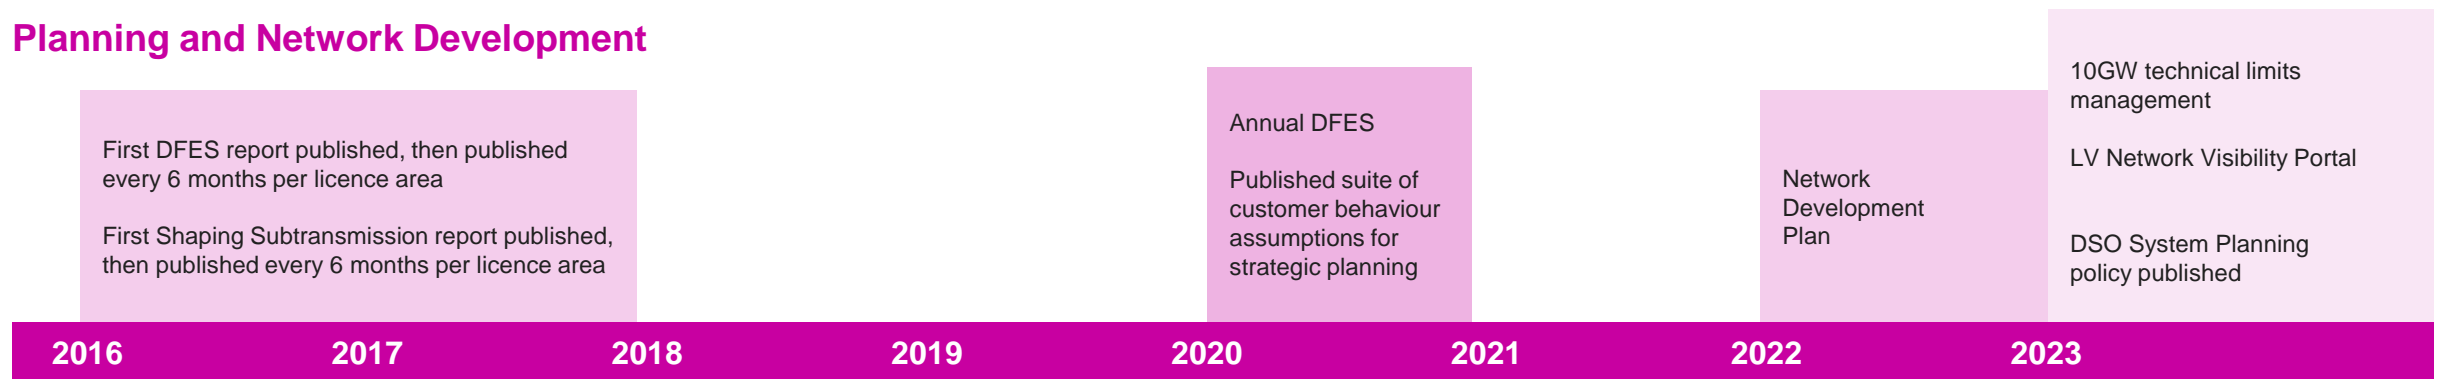 Planning and Network Development
First DFES report published, then published
every 6 months per licence area
First Shaping Subtransmission report published,
then published every 6 months per licence area
Annual DFES
Published suite of
customer behaviour
assumptions for
strategic planning
Network
Development
Plan
10GW technical limits
management
LV Network Visibility Portal
DSO System Planning
policy published
2016 2017 2018 2019 2020 2021 2022 2023